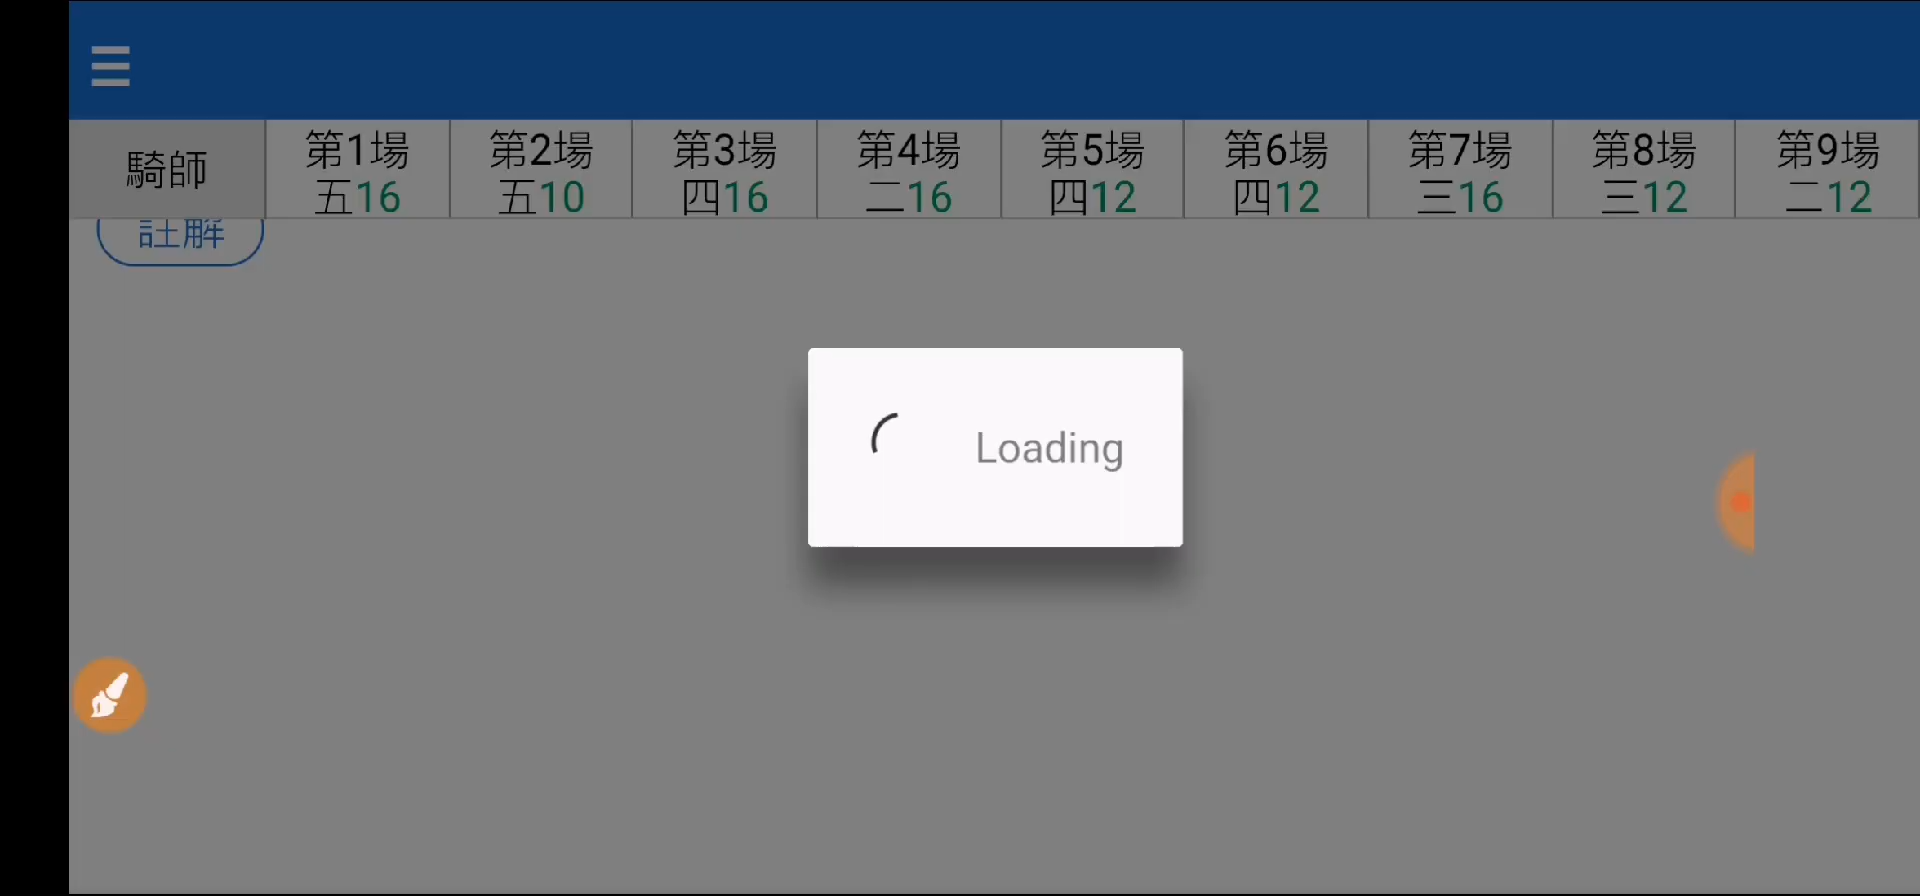 騎師
第1場 第2場 第3場 第4場 第5場 第6場 第7場 第8場 第9場
五16 五10 四16 二16 四12 四12 三16 三12 二12
註解
Loading